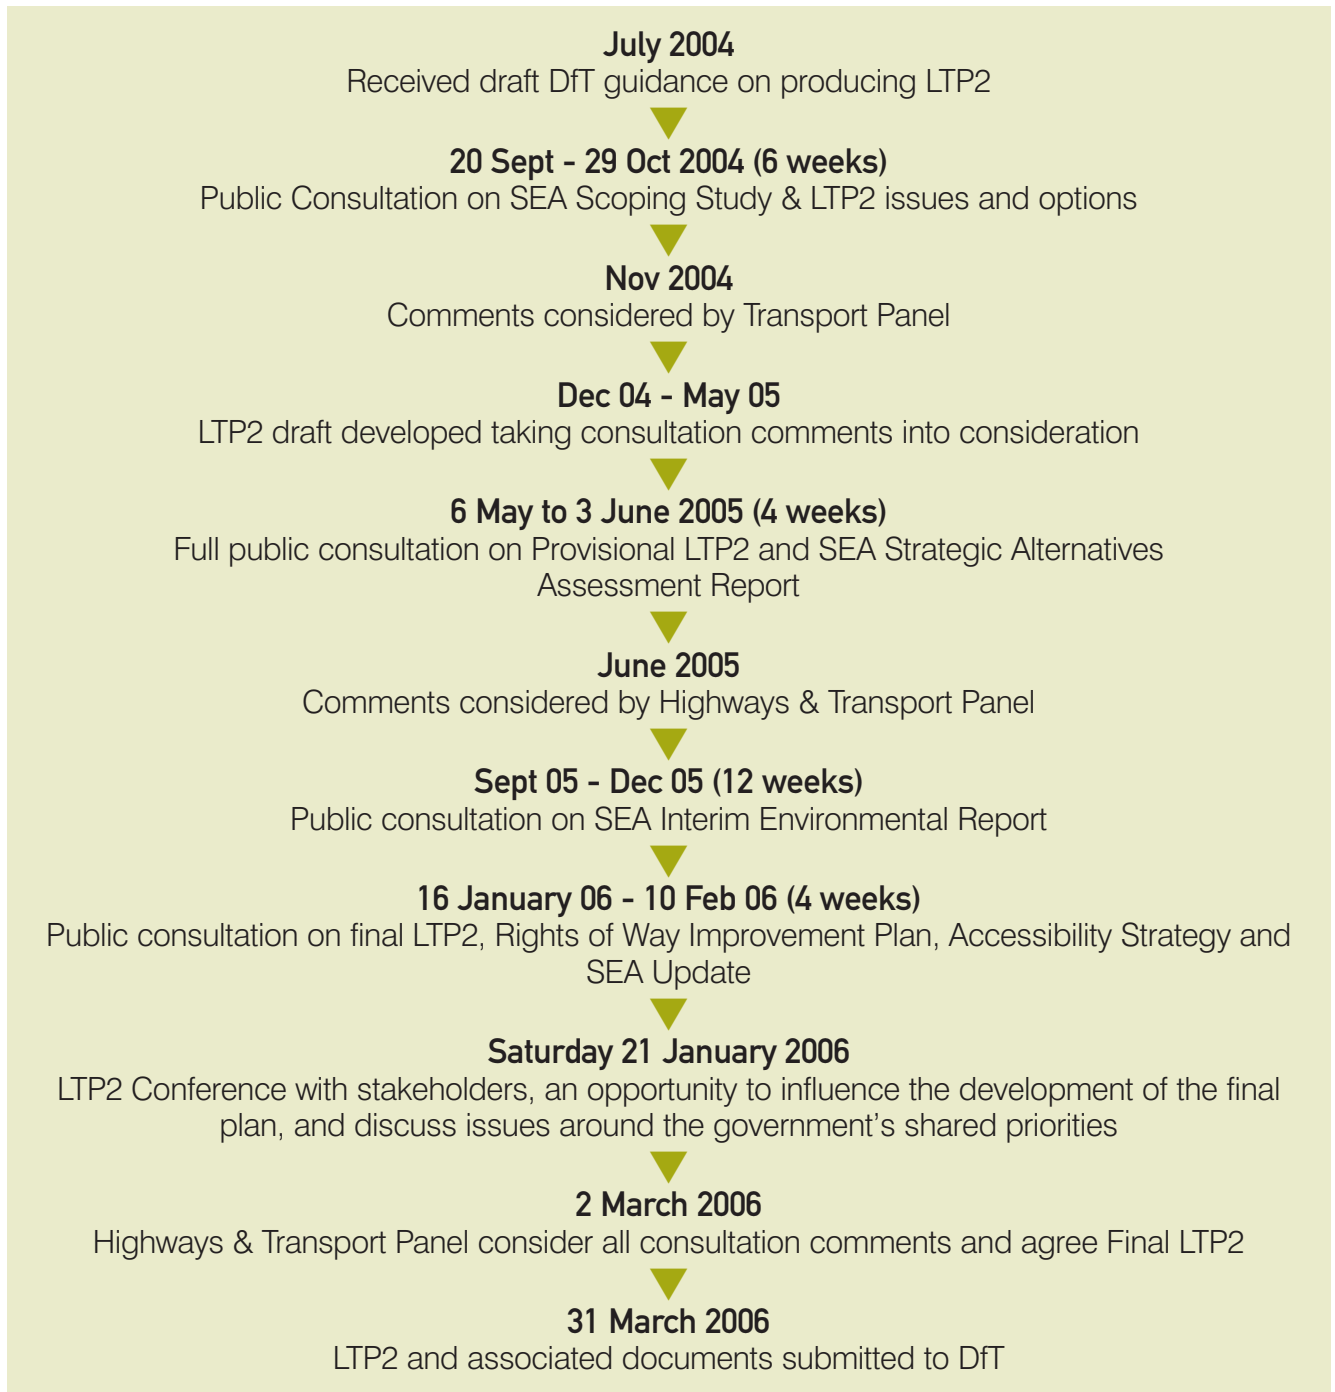 July 2004
Received draft DfT guidance on producing LTP2
20 Sept - 29 Oct 2004 (6 weeks)
Public Consultation on SEA Scoping Study & LTP2 issues and options
Nov 2004
Comments considered by Transport Panel
Dec 04 - May 05
LTP2 draft developed taking consultation comments into consideration
6 May to 3 June 2005 (4 weeks)
Full public consultation on Provisional LTP2 and SEA Strategic Alternatives
Assessment Report
June 2005
Comments considered by Highways & Transport Panel
Sept 05 - Dec 05 (12 weeks)
Public consultation on SEA Interim Environmental Report
16 January 06 - 10 Feb 06 (4 weeks)
Public consultation on final LTP2, Rights of Way Improvement Plan, Accessibility Strategy and
SEA Update
Saturday 21 January 2006
LTP2 Conference with stakeholders, an opportunity to influence the development of the final
plan, and discuss issues around the government's shared priorities
2 March 2006
Highways & Transport Panel consider all consultation comments and agree Final LTP2
31 March 2006
LTP2 and associated documents submitted to DfT